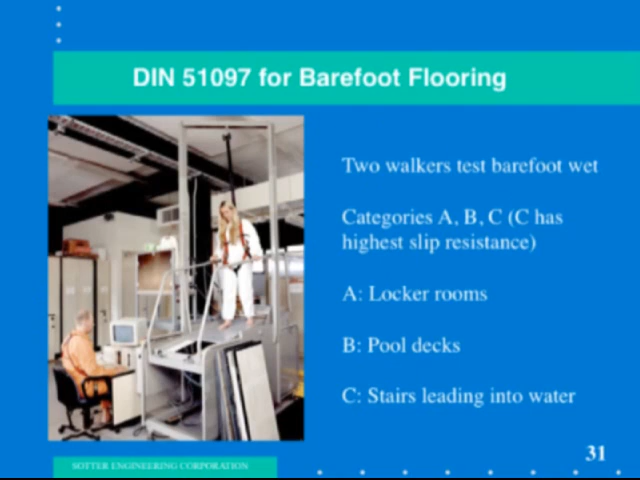 DIN 51097 for Barefoot Flooring
Two walkers test barefoot wet
Categories A, B, C (C has
highest slip resistance)
A: Locker rooms
B: Pool decks
C: Stairs leading into water
31
SOTTER ENGINEERING CORPORATION